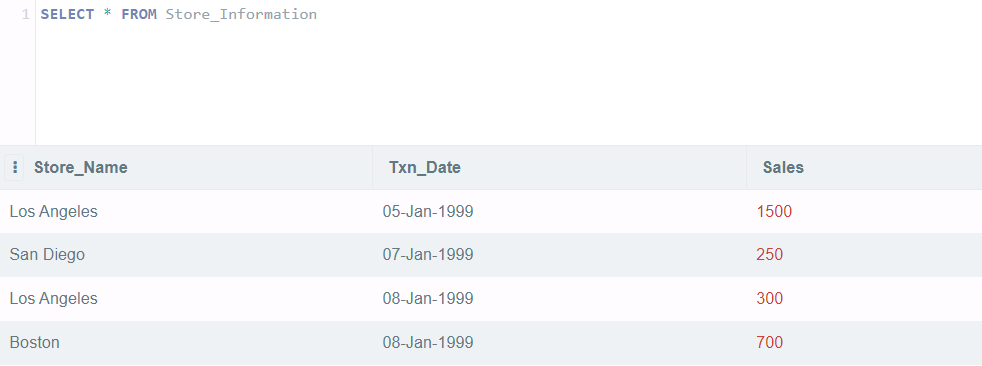 1 SELECT * FROM Store_Information
Store_Name Txn_Date Sales
Los Angeles 05-Jan-1999 1500
San Diego 07-Jan-1999 250
Los Angeles 08-Jan-1999 300
Boston 08-Jan-1999 700